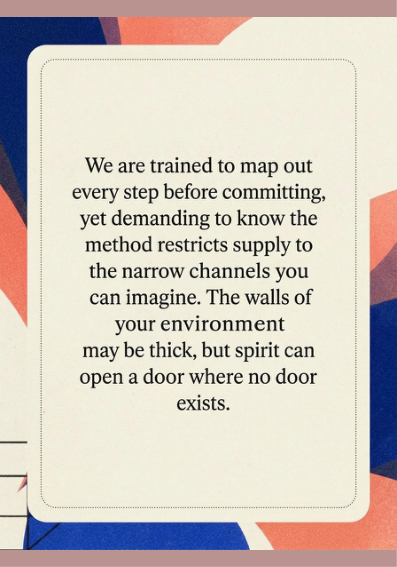 We are trained to map out
every step before committing,
yet demanding to know the
method restricts supply to
the narrow channels you
can imagine. The walls of
your environment
may be thick, but spirit can
open a door where no door
exists.